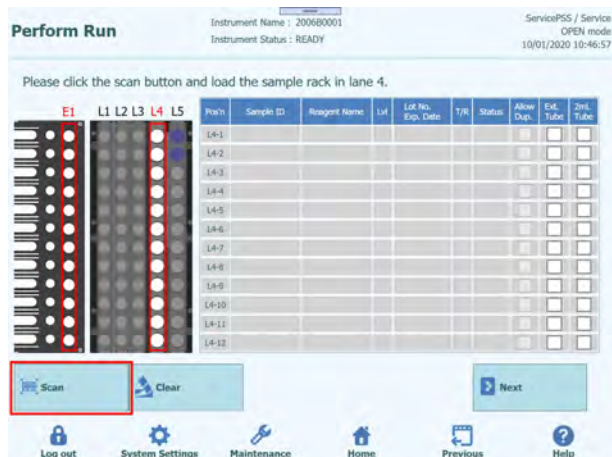 Perform Run
Instrument Name : 2006B0001
Instrument Status : READY
ServicePSS / Service
OPEN mode
10/01/2020 10:46:57
Please click the scan button and load the sample rack in lane 4.
E1 L1 L2 L3 L4 L5
Pos'n Sample ID Reagent Name Lvl Lot No. Exp. Date T/R Status Allow Dup. Ext. Tube 2mL Tube
L4-1
L4-2
L4-3
L4-4
L4-5
L4-6
L4-7
L4-8
L4-9
L4-10
L4-11
L4-12
Scan Clear Next
Log out System Settings Maintenance Home Previous Help